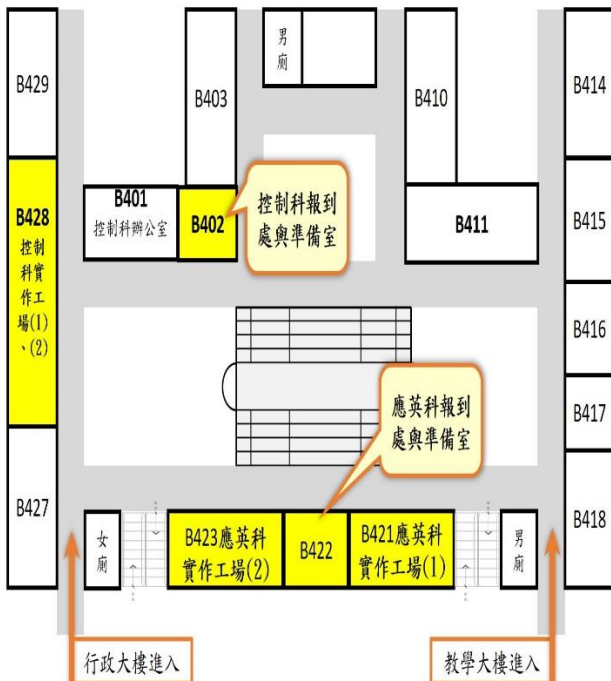 男
廁
B429
B403
B410
B414
B428
控
制
科
實
作
工
場(1)
、(2)
B401
控制科辦公室
B402
控制科報到
處與準備室
B411
B415
B416
應英科報到
處與準備室
B417
B427
女
廁
B423應英科
實作工場(2)
B422
B421應英科
實作工場(1)
男
廁
B418
行政大樓進入
教學大樓進入